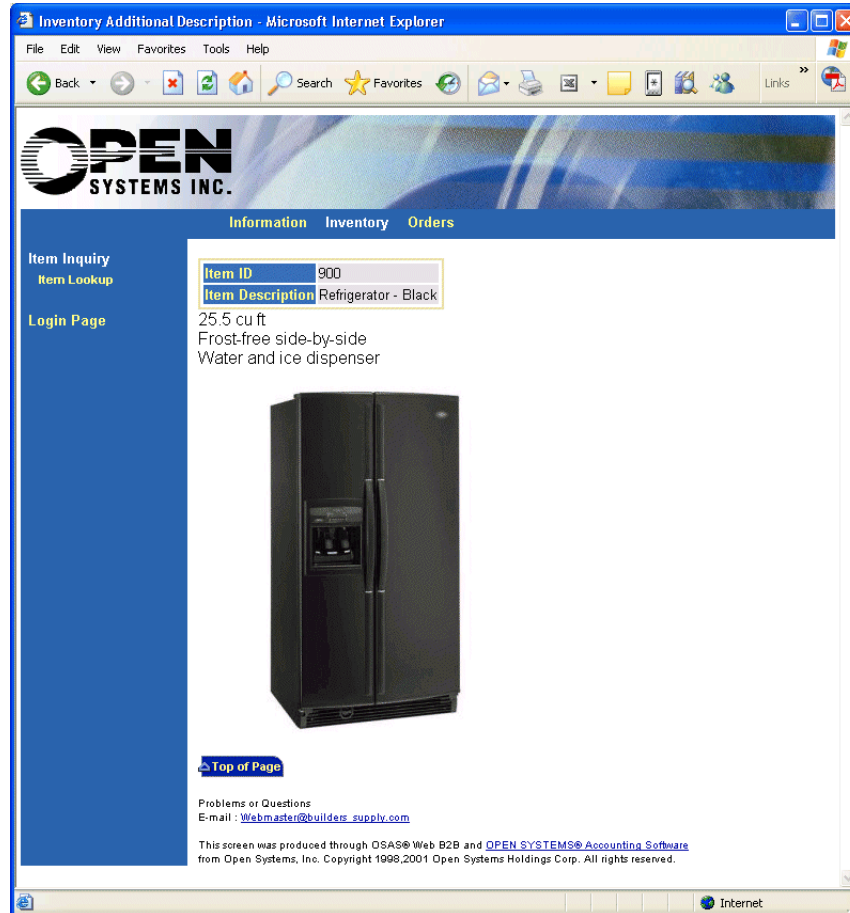 Inventory Additional Description - Microsoft Internet Explorer
File Edit View Favorites Tools Help
Back Search Favorites Links »
OPEN
SYSTEMS INC.
Information Inventory Orders
Item Inquiry
Item Lookup
Login Page
Item ID 900
Item Description Refrigerator - Black
25.5 cu ft
Frost-free side-by-side
Water and ice dispenser
Top of Page
Problems or Questions
E-mail : Webmaster@builders_supply.com
This screen was produced through OSAS® Web B2B and OPEN SYSTEMS® Accounting Software
from Open Systems, Inc. Copyright 1998,2001 Open Systems Holdings Corp. All rights reserved.
Internet